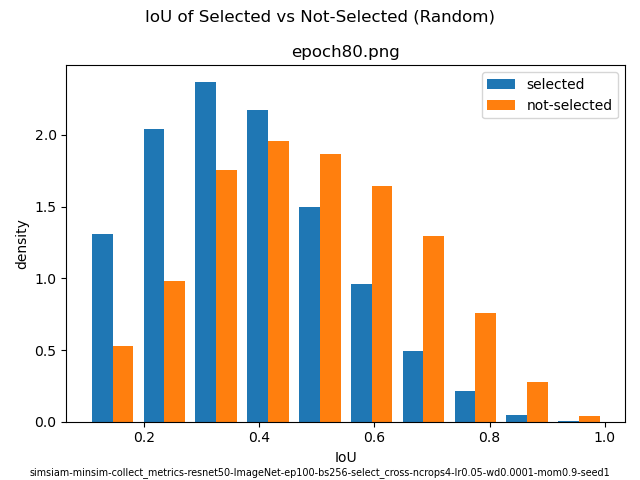 IoU of Selected vs Not-Selected (Random)
epoch80.png
selected
not-selected
density
2.0
1.5
1.0
0.5
0.0
0.2
0.4
0.6
0.8
1.0
IoU
simsiam-minsim-collect_metrics-resnet50-ImageNet-ep100-bs256-select_cross-ncrops4-lr0.05-wd0.0001-mom0.9-seed1